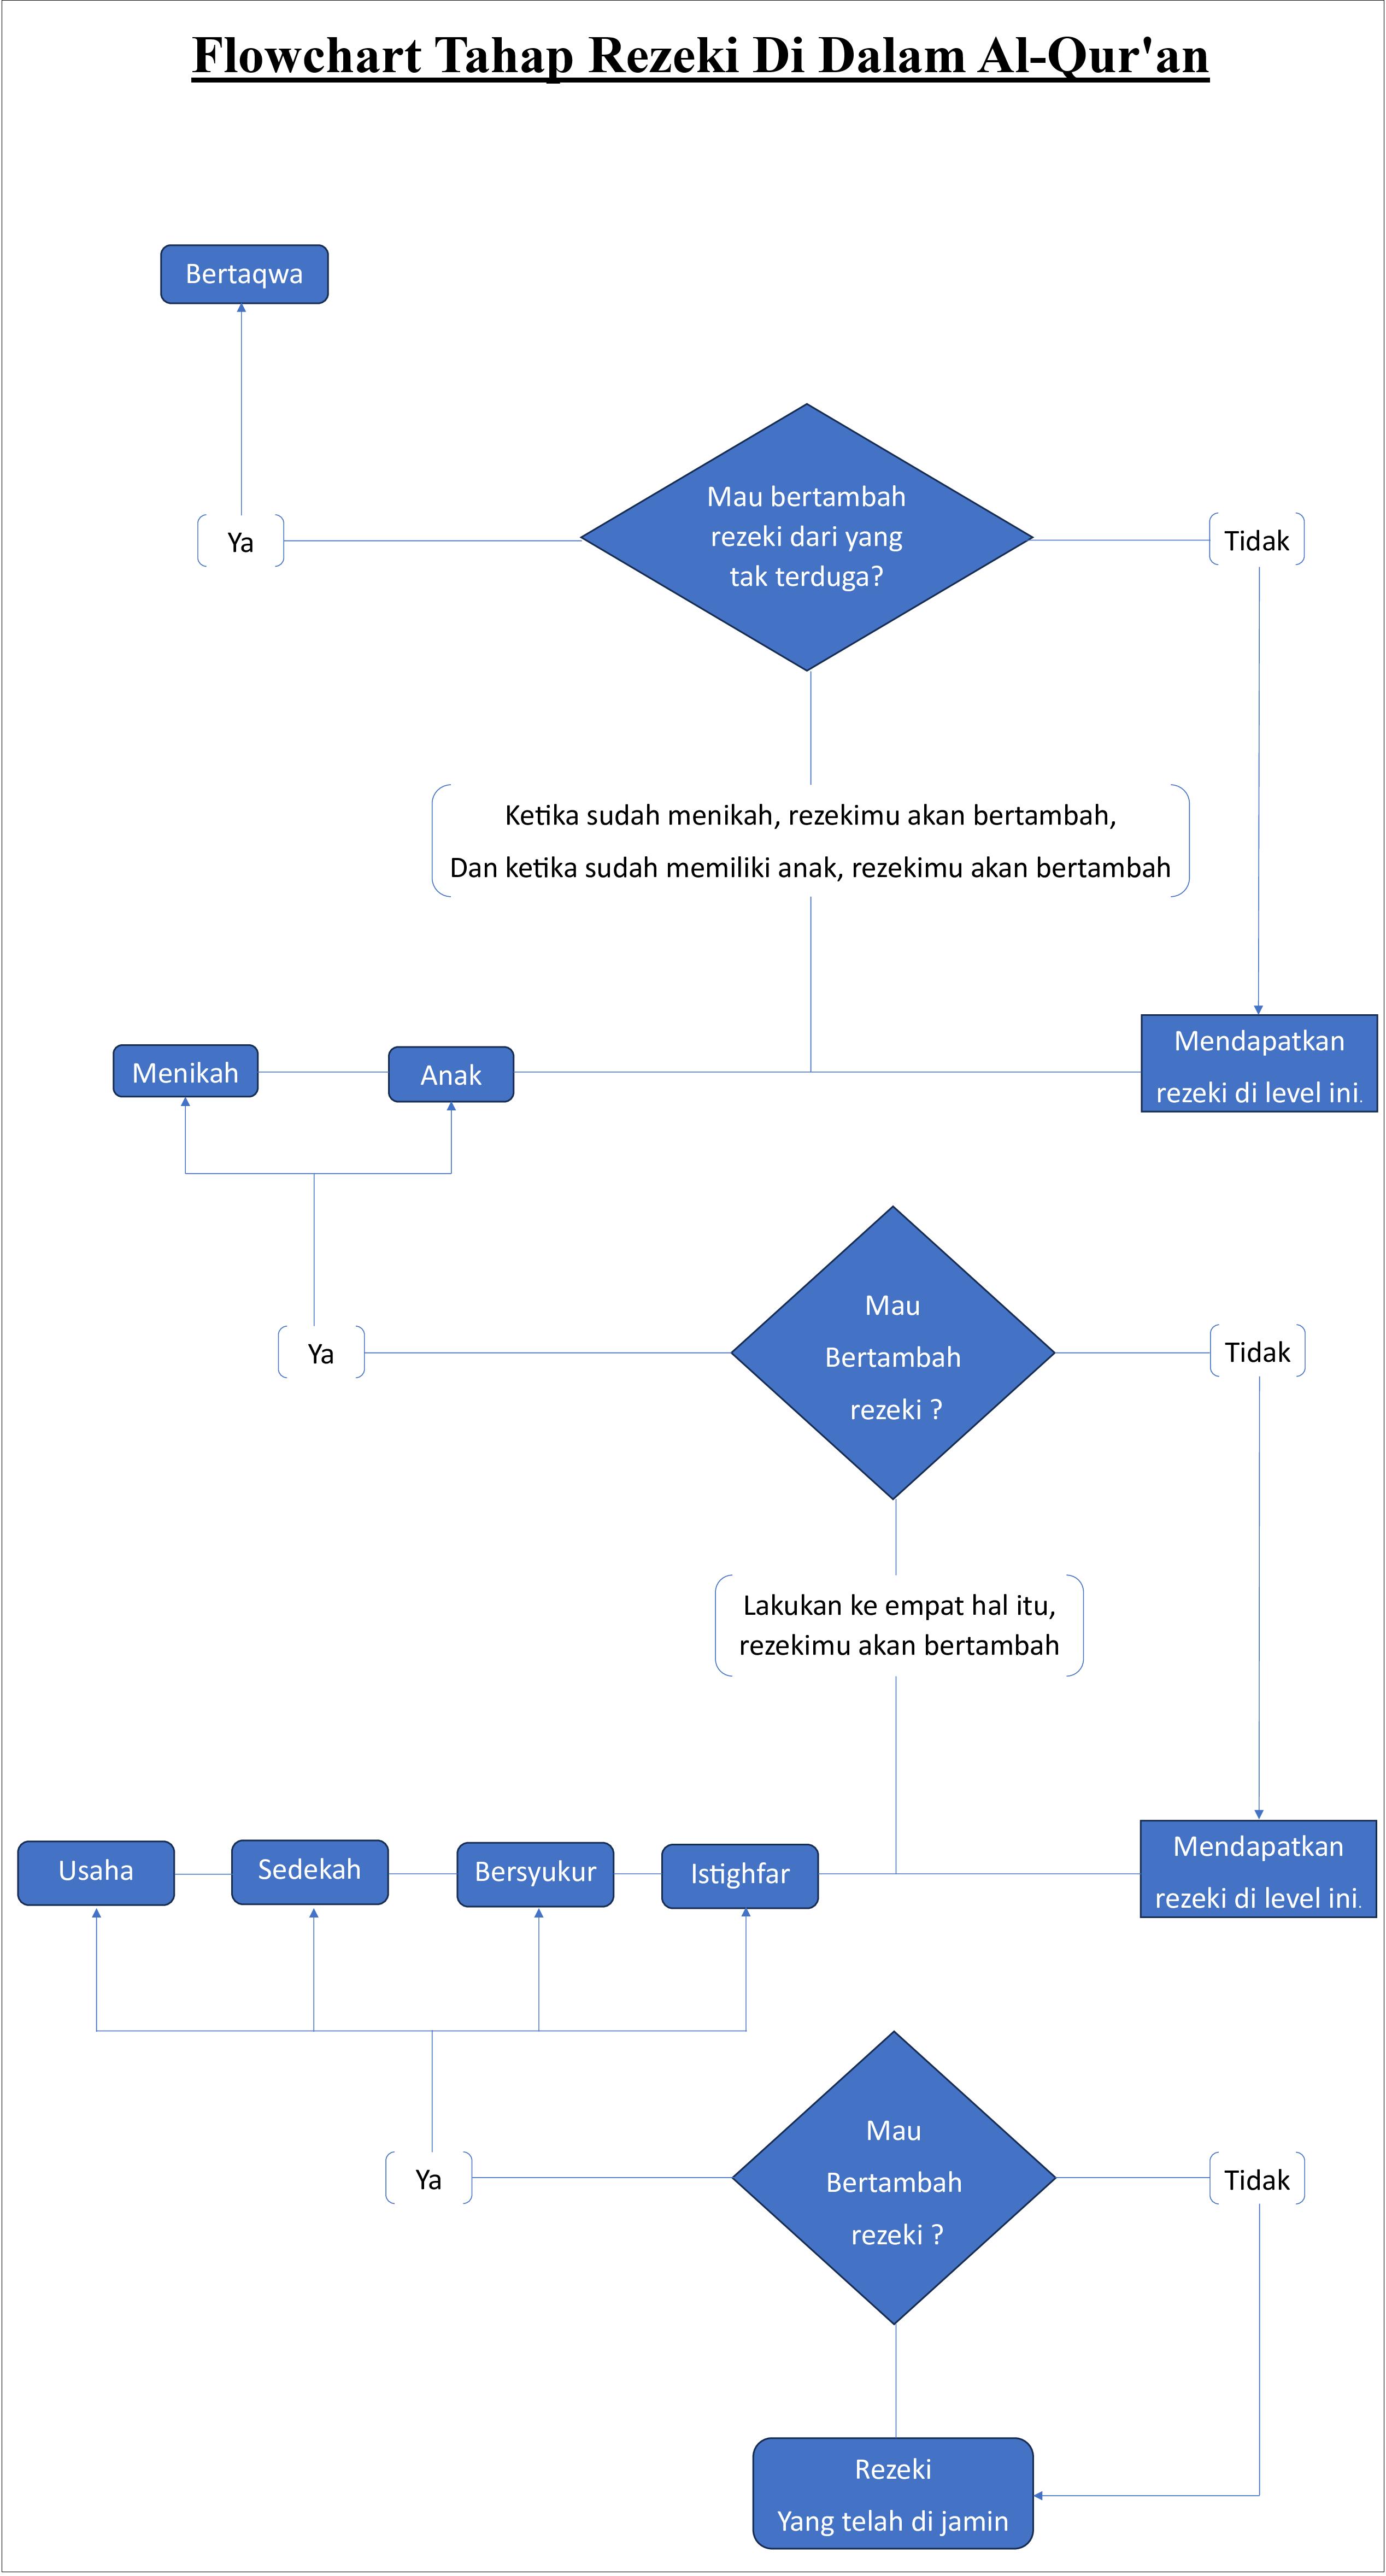 Flowchart Tahap Rezeki Di Dalam Al-Qur'an
Bertaqwa
Mau bertambah
rezeki dari yang
tak terduga?
Ya
Tidak
Ketika sudah menikah, rezekimu akan bertambah,
Dan ketika sudah memiliki anak, rezekimu akan bertambah
Menikah
Anak
Mendapatkan
rezeki di level ini.
Mau
Bertambah
rezeki ?
Ya
Tidak
Lakukan ke empat hal itu,
rezekimu akan bertambah
Usaha
Sedekah
Bersyukur
Istighfar
Mendapatkan
rezeki di level ini.
Mau
Bertambah
rezeki ?
Ya
Tidak
Rezeki
Yang telah di jamin